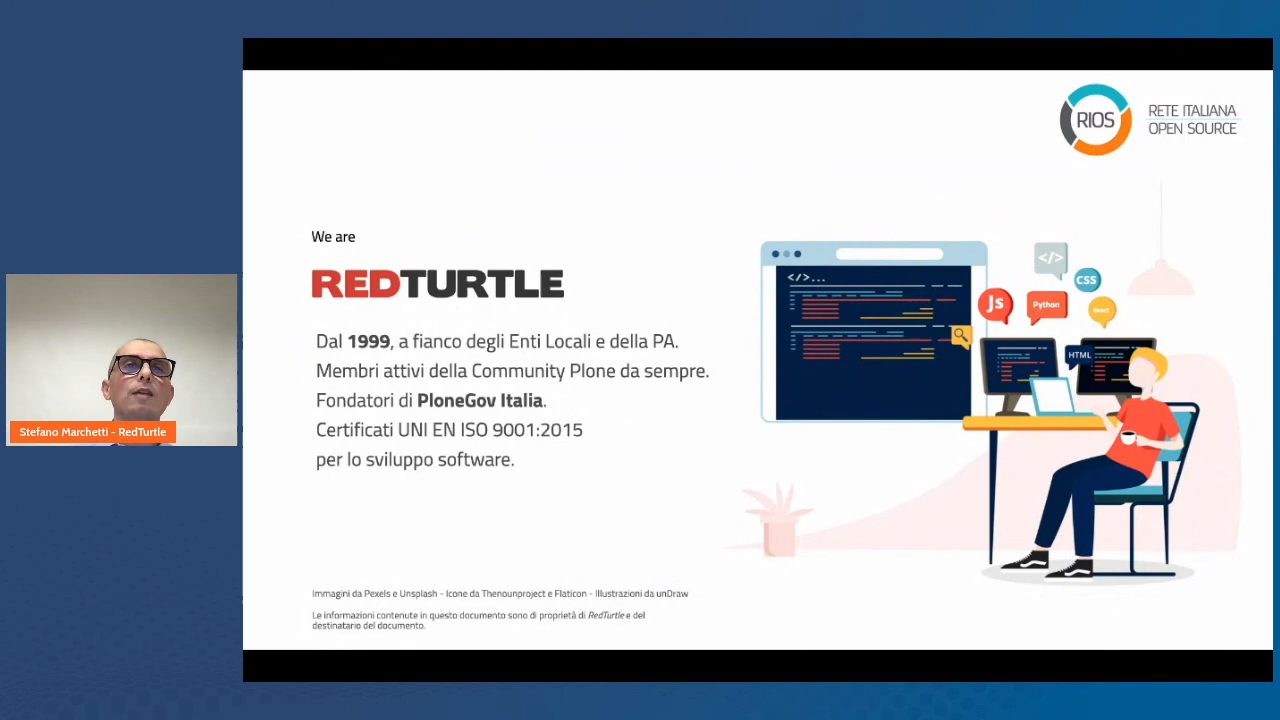 RIOS
RETE ITALIANA
OPEN SOURCE
We are
REDTURTLE
Dal 1999, a fianco degli Enti Locali e della PA.
Membri attivi della Community Plone da sempre.
Fondatori di PloneGov Italia.
Certificati UNI EN ISO 9001:2015
per lo sviluppo software.
</>...
</>
CSS
Js
Python
React
HTML
Stefano Marchetti - RedTurtle
Immagini da Pexels e Unsplash - Icone da Thenounproject e Flaticon - Illustrazioni da unDraw
Le informazioni contenute in questo documento sono di proprietà di RedTurtle e del
destinatario del documento.